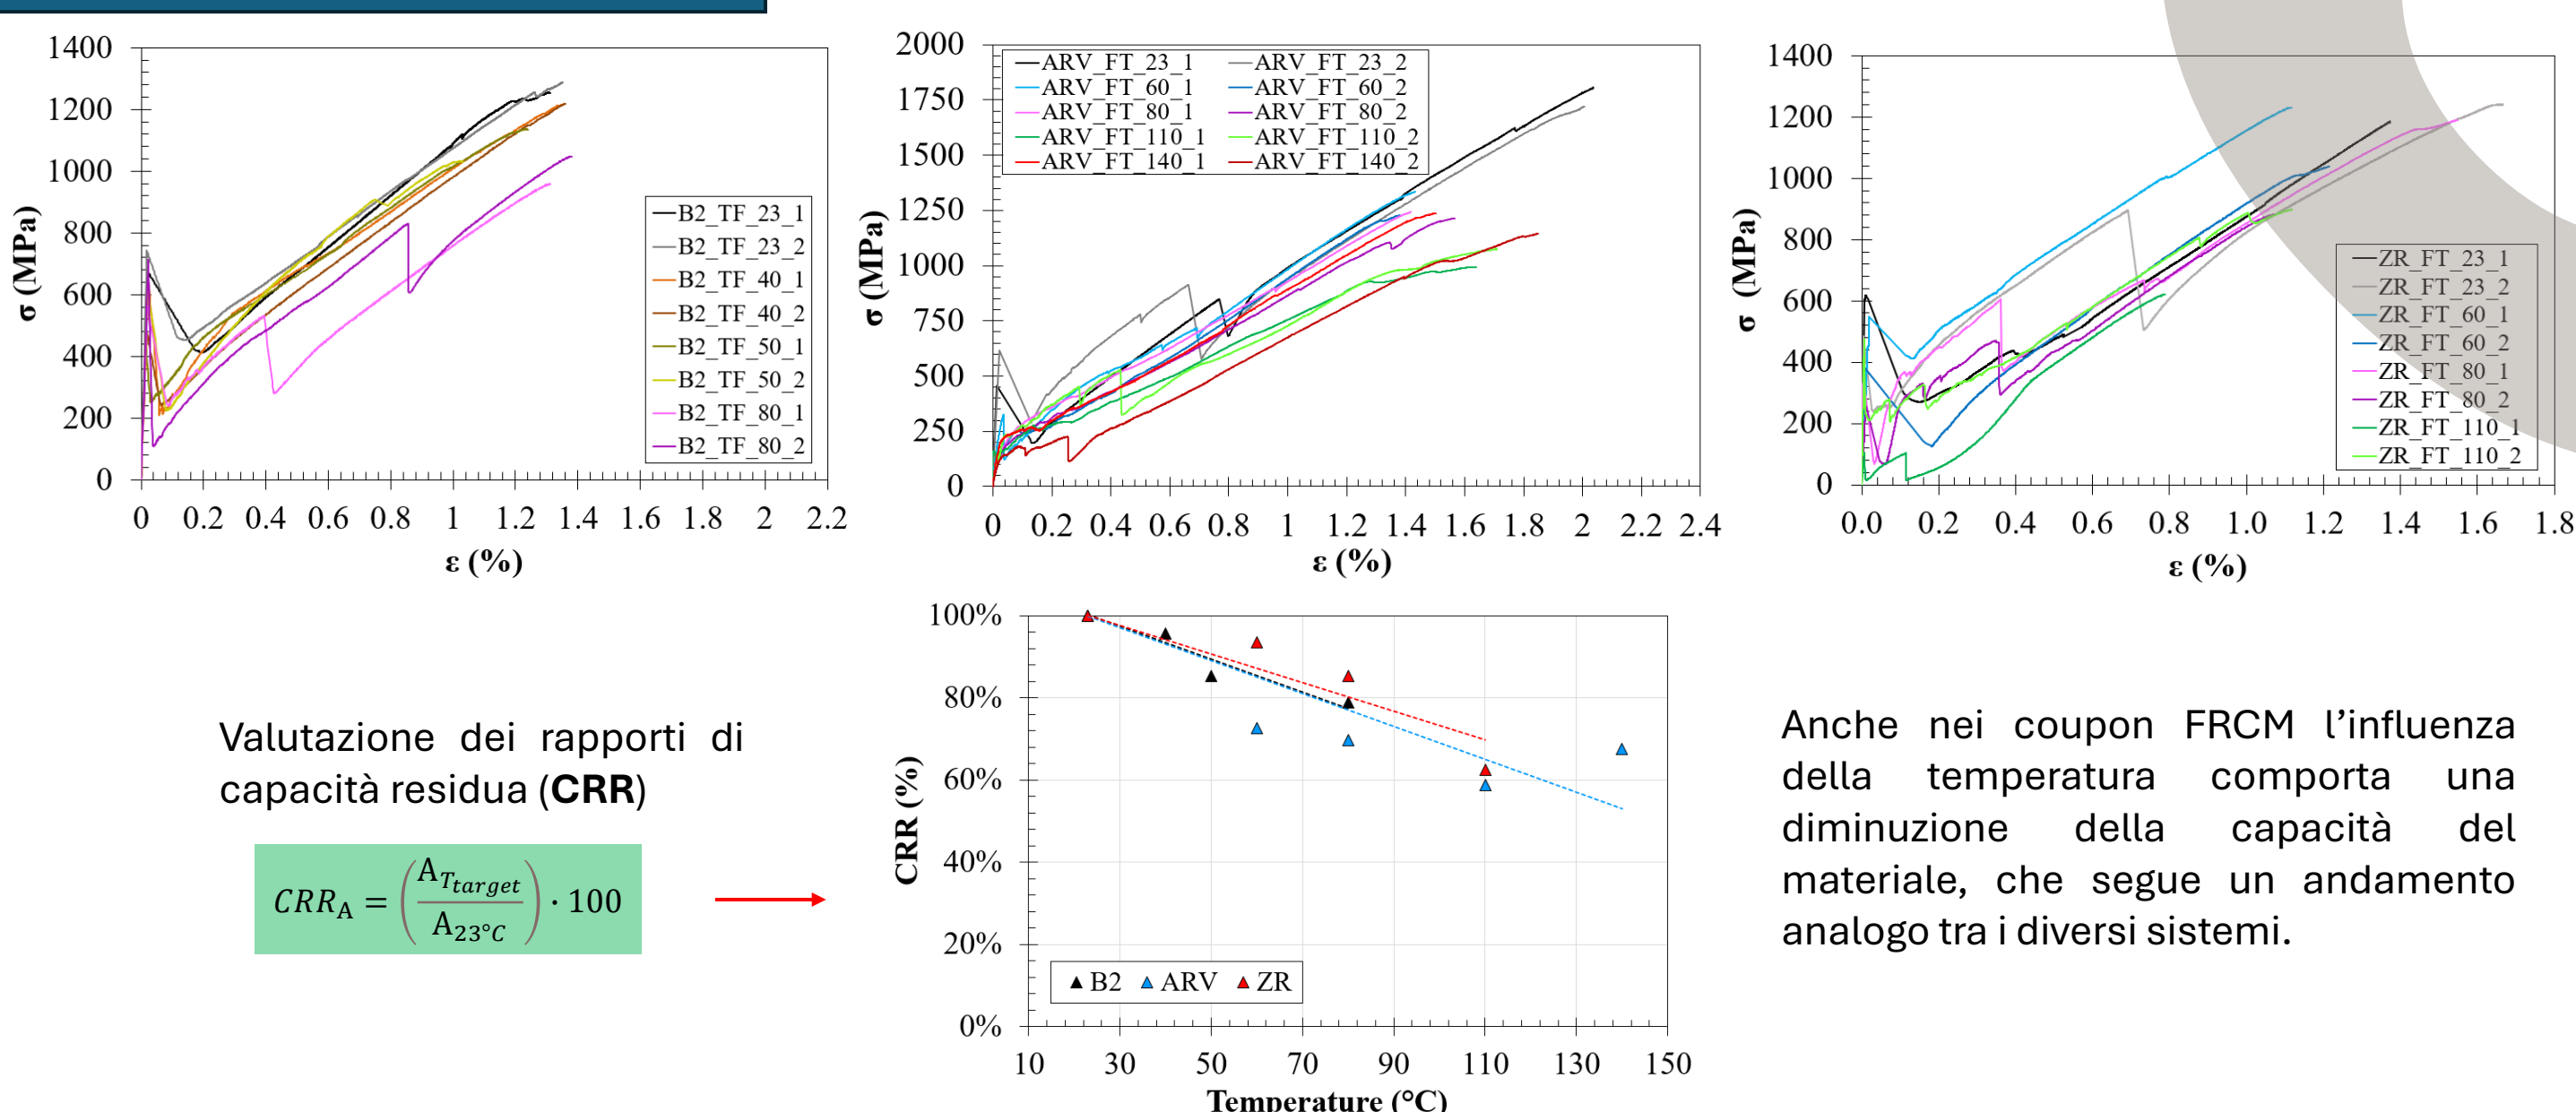 1400
1200
1000
800
600
400
200
0
σ (MPa)
B2_TF_23_1
B2_TF_23_2
B2_TF_40_1
B2_TF_40_2
B2_TF_50_1
B2_TF_50_2
B2_TF_80_1
B2_TF_80_2
0 0.2 0.4 0.6 0.8 1 1.2 1.4 1.6 1.8 2 2.2
ε (%)
2000
1750
1500
1250
1000
750
500
250
0
σ (MPa)
ARV_FT_23_1 ARV_FT_23_2
ARV_FT_60_1 ARV_FT_60_2
ARV_FT_80_1 ARV_FT_80_2
ARV_FT_110_1 ARV_FT_110_2
ARV_FT_140_1 ARV_FT_140_2
0 0.2 0.4 0.6 0.8 1 1.2 1.4 1.6 1.8 2 2.2 2.4
ε (%)
1400
1200
1000
800
600
400
200
0
σ (MPa)
ZR_FT_23_1
ZR_FT_23_2
ZR_FT_60_1
ZR_FT_60_2
ZR_FT_80_1
ZR_FT_80_2
ZR_FT_110_1
ZR_FT_110_2
0.0 0.2 0.4 0.6 0.8 1.0 1.2 1.4 1.6 1.8
ε (%)
Valutazione dei rapporti di
capacità residua (CRR)
CRR_A = (A_{T_{target}} / A_{23°C}) · 100
100%
80%
60%
40%
20%
0%
CRR (%)
B2 ARV ZR
10 30 50 70 90 110 130 150
Temperature (°C)
Anche nei coupon FRCM l’influenza
della temperatura comporta una
diminuzione della capacità del
materiale, che segue un andamento
analogo tra i diversi sistemi.